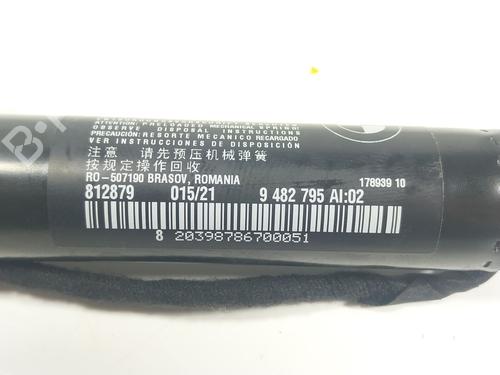 ATTENTION: PRELOADED MECHANICAL SPRING!
OBSERVE DISPOSAL INSTRUCTIONS
PRECAUCIÓN: RESORTE MECANICO RECARGADO
VER INSTRUCCIONES DE DISPOSICIÓN
注意 请先预压机械弹簧
按规定操作回收
RO-507190 BRASOV, ROMANIA
178939 10
812879 015/21 9 482 795 AI:02
8 20398786700051